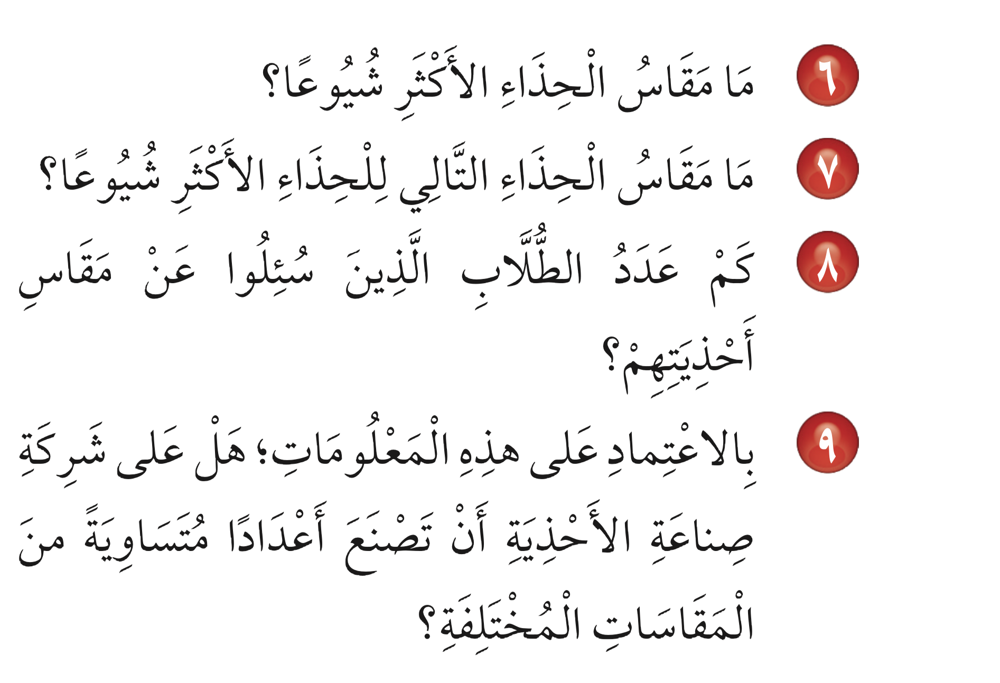 ٦ مَا مَقَاسُ الْحِذَاءِ الأَكْثَرِ شُيُوعًا؟
٧ مَا مَقَاسُ الْحِذَاءِ التَّالِي لِلْحِذَاءِ الأَكْثَرِ شُيُوعًا؟
٨ كَمْ عَدَدُ الطُّلَّابِ الَّذِينَ سُئِلُوا عَنْ مَقَاسِ
أَحْذِيَتِهِمْ؟
٩ بِالاعْتِمادِ عَلى هذِهِ الْمَعْلُومَاتِ؛ هَلْ عَلى شَرِكَةِ
صِناعَةِ الأَحْذِيَةِ أَنْ تَصْنَعَ أَعْدَادًا مُتَسَاوِيَةً منَ
الْمَقَاسَاتِ الْمُخْتَلِفَةِ؟